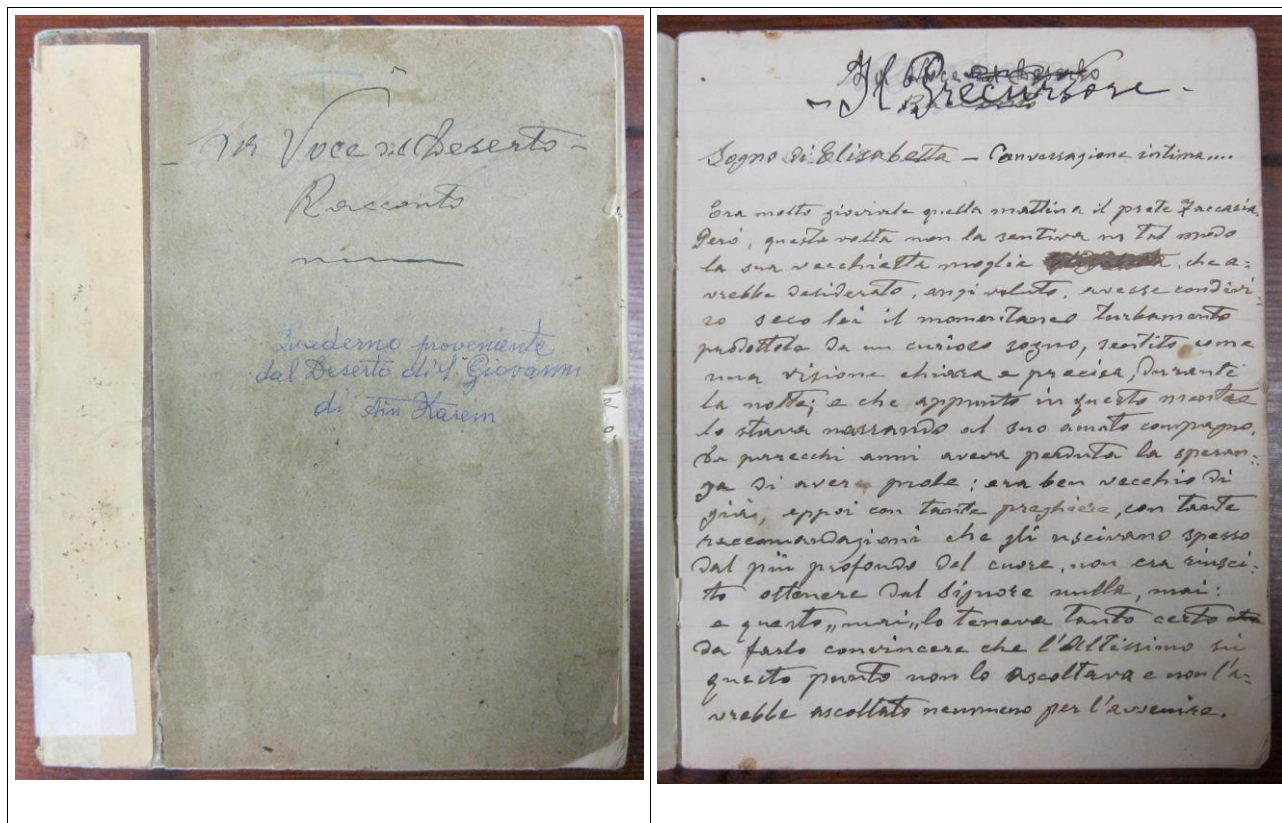 Voce nel Deserto -
Racconto
Quaderno proveniente
dal Deserto di S. Giovanni
di Ain Karem
- Il Precursore -
Sogno di Elisabetta - Conversazione intima....
Era molto gioviale quella mattina il prete Zaccaria.
Però, questa volta non la sentiva in tal modo
la sua vecchietta moglie, che a=
vrebbe desiderato, anzi voluto, avesse condivi-
so seco lei il momentaneo turbamento
prodottole da un curioso sogno, sentito come
una visione chiara e precisa, durante
la notte; e che appunto in questo mentre
lo stava narrando al suo amato compagno.
Da parecchi anni aveva perduta la speran-
za di avere prole; era ben vecchio di
già, eppoi con tante preghiere, con tante
raccomandazioni che gli uscivano spesso
dal più profondo del cuore, non era riusci-
to ottenere dal Signore nulla, mai:
e questo „mai„ lo teneva tanto certo
da farlo convincere che l'Altissimo su
questo punto non lo ascoltava e non l'a-
vrebbe ascoltato nemmeno per l'avvenire.